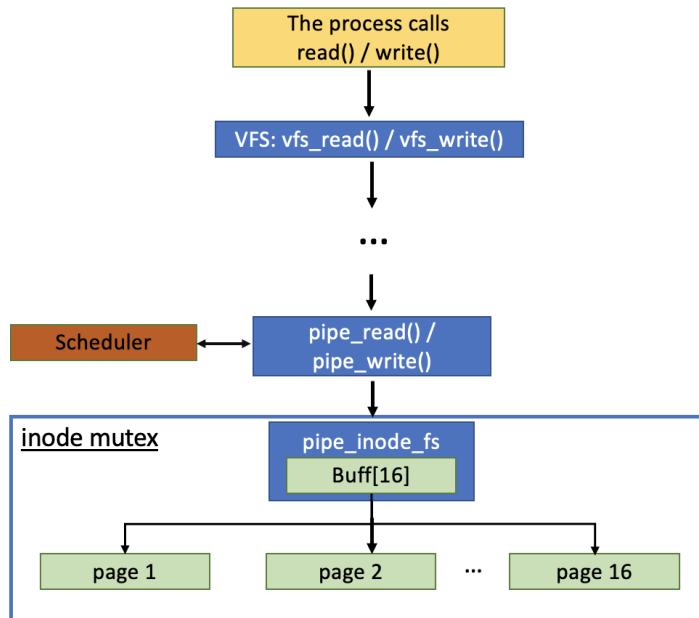 The process calls
read() / write()
VFS: vfs_read() / vfs_write()
...
Scheduler
pipe_read() /
pipe_write()
inode mutex
pipe_inode_fs
Buff[16]
page 1
page 2
...
page 16